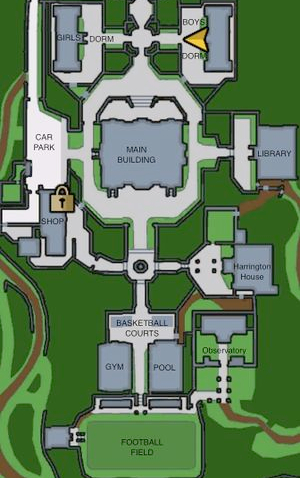 BOYS
GIRLS DORM
DORM
CAR
PARK
MAIN
BUILDING
LIBRARY
SHOP
Harrington
House
BASKETBALL
COURTS
Observatory
GYM
POOL
FOOTBALL
FIELD